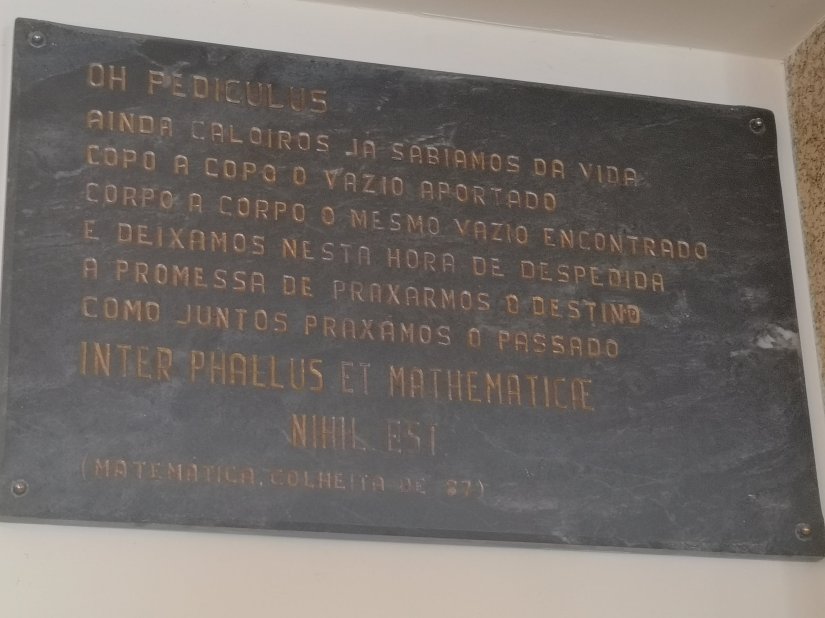 OH PEDICULUS
AINDA CALOIROS JÁ SABIAMOS DA VIDA
COPO A COPO O VAZIO APORTADO
CORPO A CORPO O MESMO VAZIO ENCONTRADO
E DEIXAMOS NESTA HORA DE DESPEDIDA
A PROMESSA DE PRAXARMOS O DESTINO
COMO JUNTOS PRAXÁMOS O PASSADO
INTER PHALLUS ET MATHEMATICÆ
NIHIL EST
(MATEMÁTICA, COLHEITA DE 87)